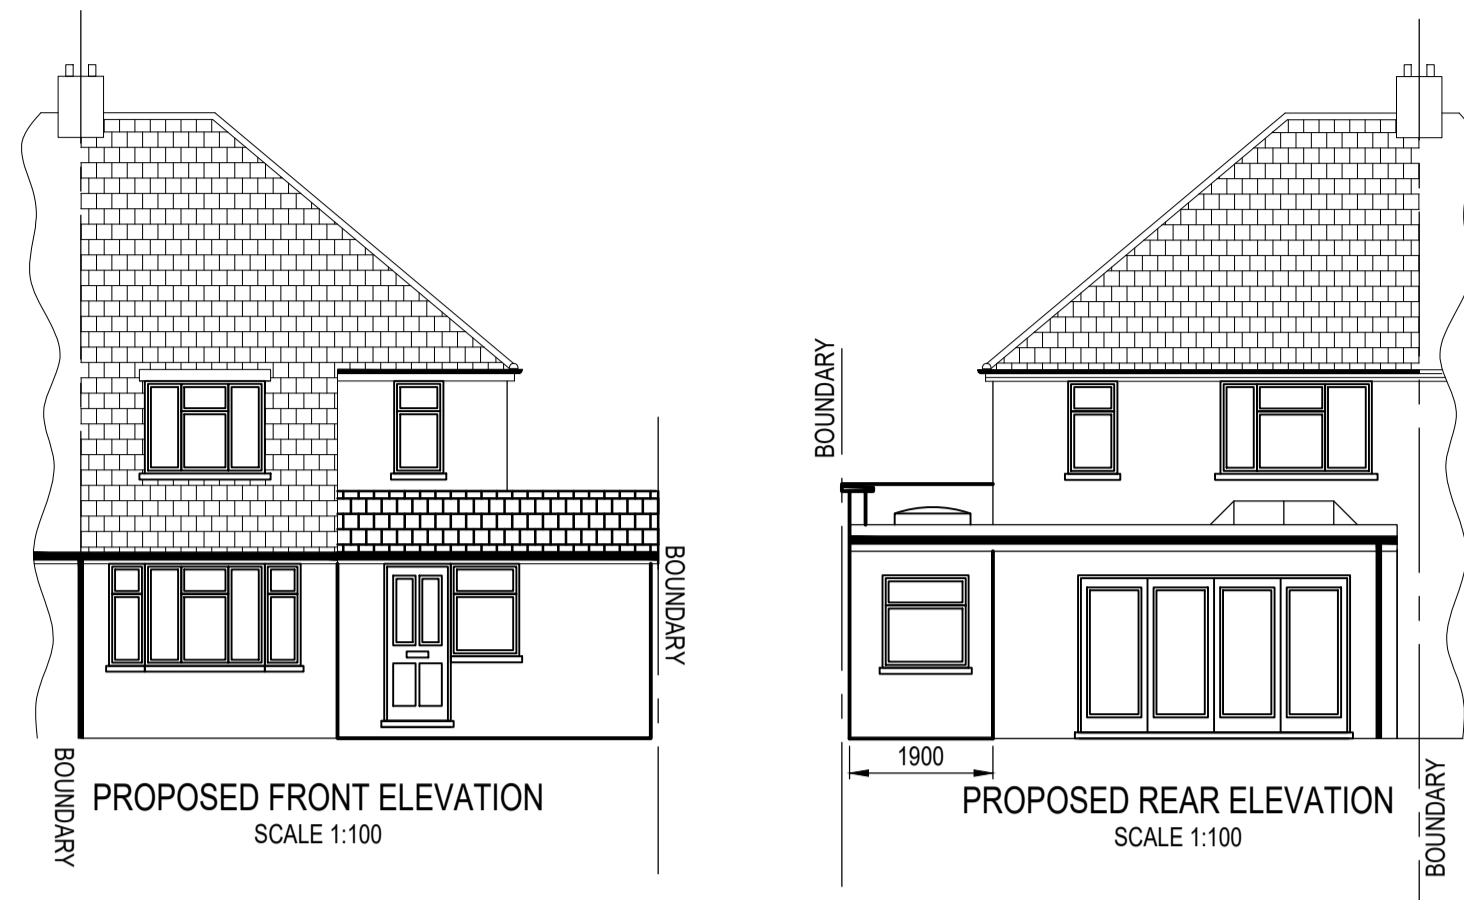 BOUNDARY
PROPOSED FRONT ELEVATION
SCALE 1:100
BOUNDARY
BOUNDARY
1900
PROPOSED REAR ELEVATION
SCALE 1:100
BOUNDARY